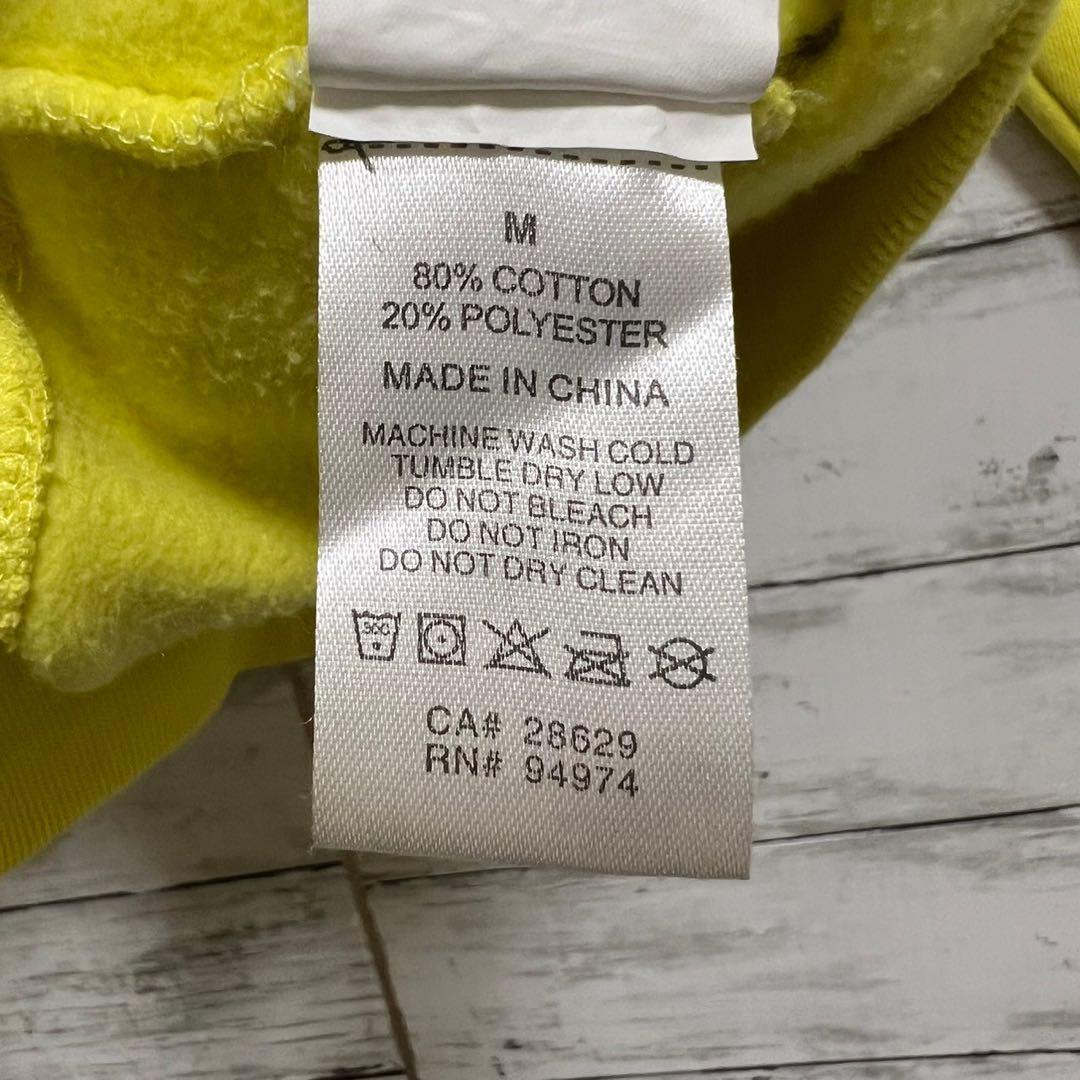 M
80% COTTON
20% POLYESTER
MADE IN CHINA
MACHINE WASH COLD
TUMBLE DRY LOW
DO NOT BLEACH
DO NOT IRON
DO NOT DRY CLEAN
30C
CA# 28629
RN# 94974